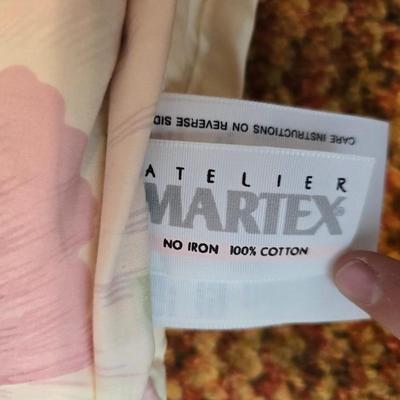 CARE INSTRUCTIONS ON REVERSE SIDE
ATELIER
MARTEX®
NO IRON 100% COTTON